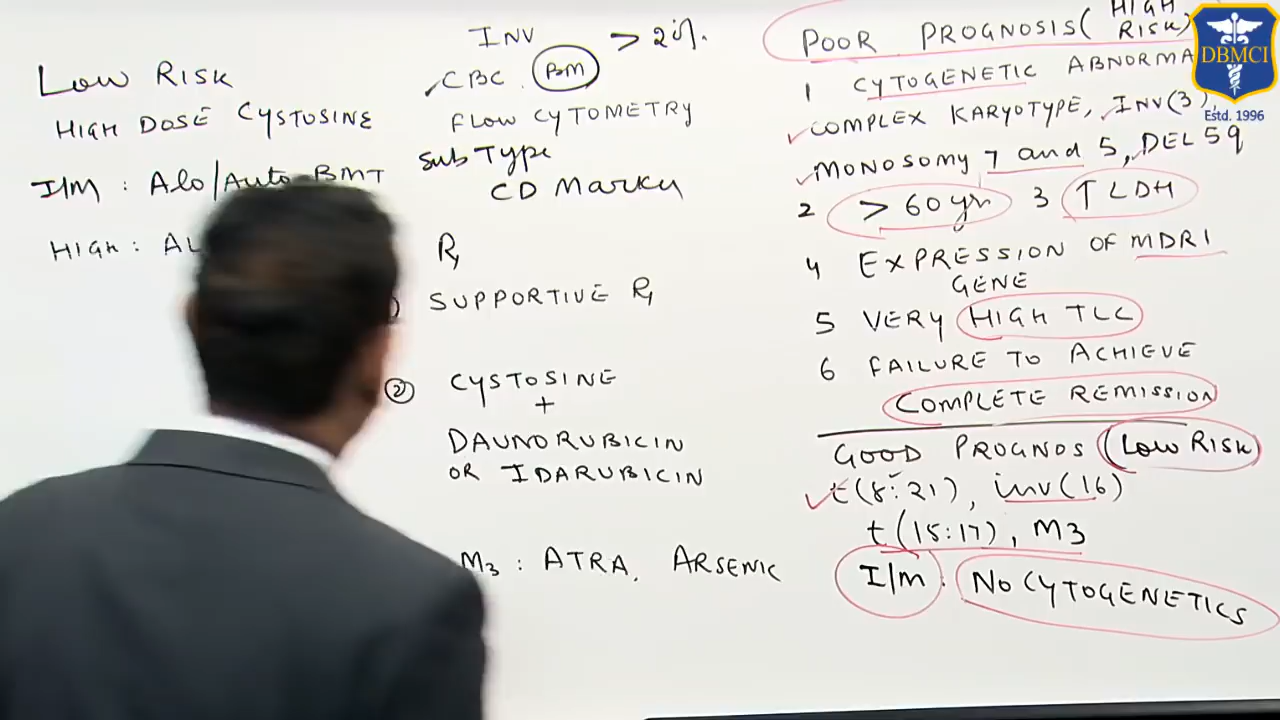 LOW RISK
HIGH DOSE CYSTOSINE
I/M : Alo/Auto BMT
HIGH : AL
INV > 20%.
CBC BM
FLOW CYTOMETRY
Sub Type
CD Marker
Rx
SUPPORTIVE Rx
② CYSTOSINE
+
DAUNORUBICIN
OR IDARUBICIN
M3 : ATRA, ARSENIC
POOR PROGNOSIS (HIGH RISK)
1 CYTOGENETIC ABNORMA
COMPLEX KARYOTYPE, INV(3),
MONOSOMY 7 and 5, DEL 5q
2 > 60 yr 3 ↑ LDH
4 EXPRESSION OF MDR1
GENE
5 VERY HIGH TLC
6 FAILURE TO ACHIEVE
COMPLETE REMISSION
GOOD PROGNOS (LOW RISK)
t(8:21), inv(16)
t(15:17), M3
I/M : NO CYTOGENETICS
DBMCI
Estd. 1996